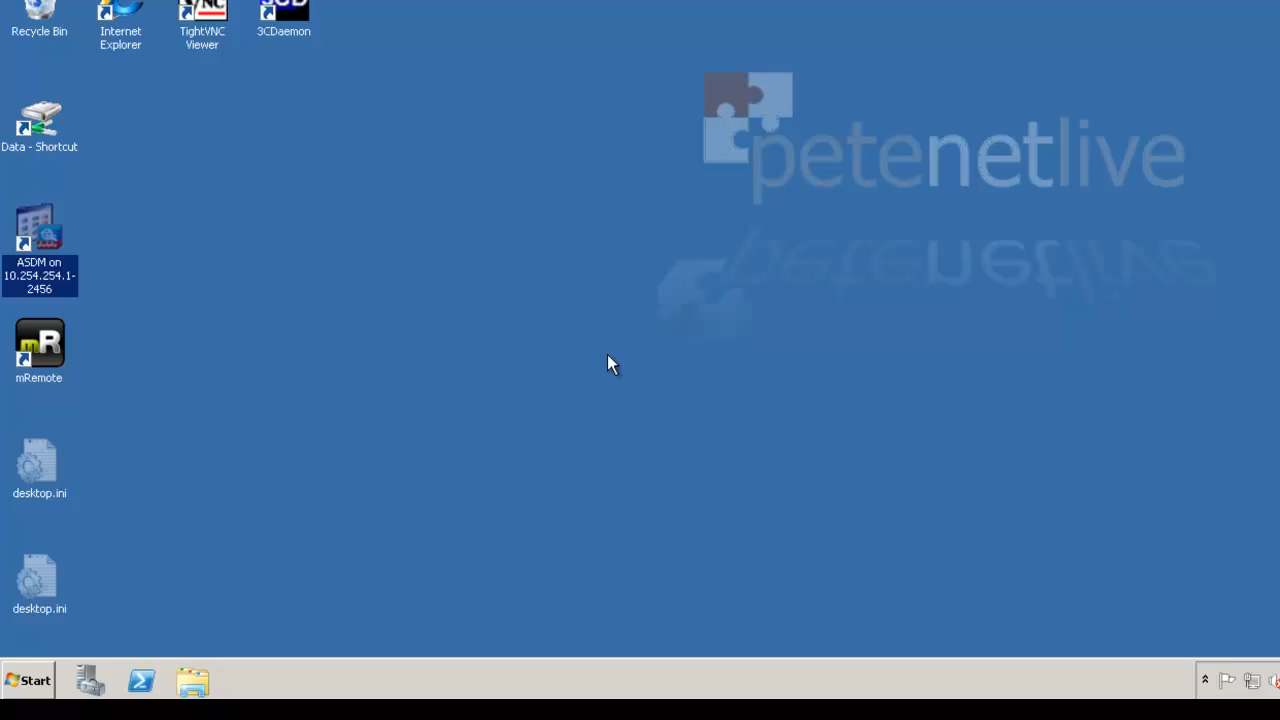 Recycle Bin
Internet
Explorer
TightVNC
Viewer
3CDaemon
Data - Shortcut
ASDM on
10.254.254.1-
2456
mRemote
desktop.ini
desktop.ini
petenetlive
Start